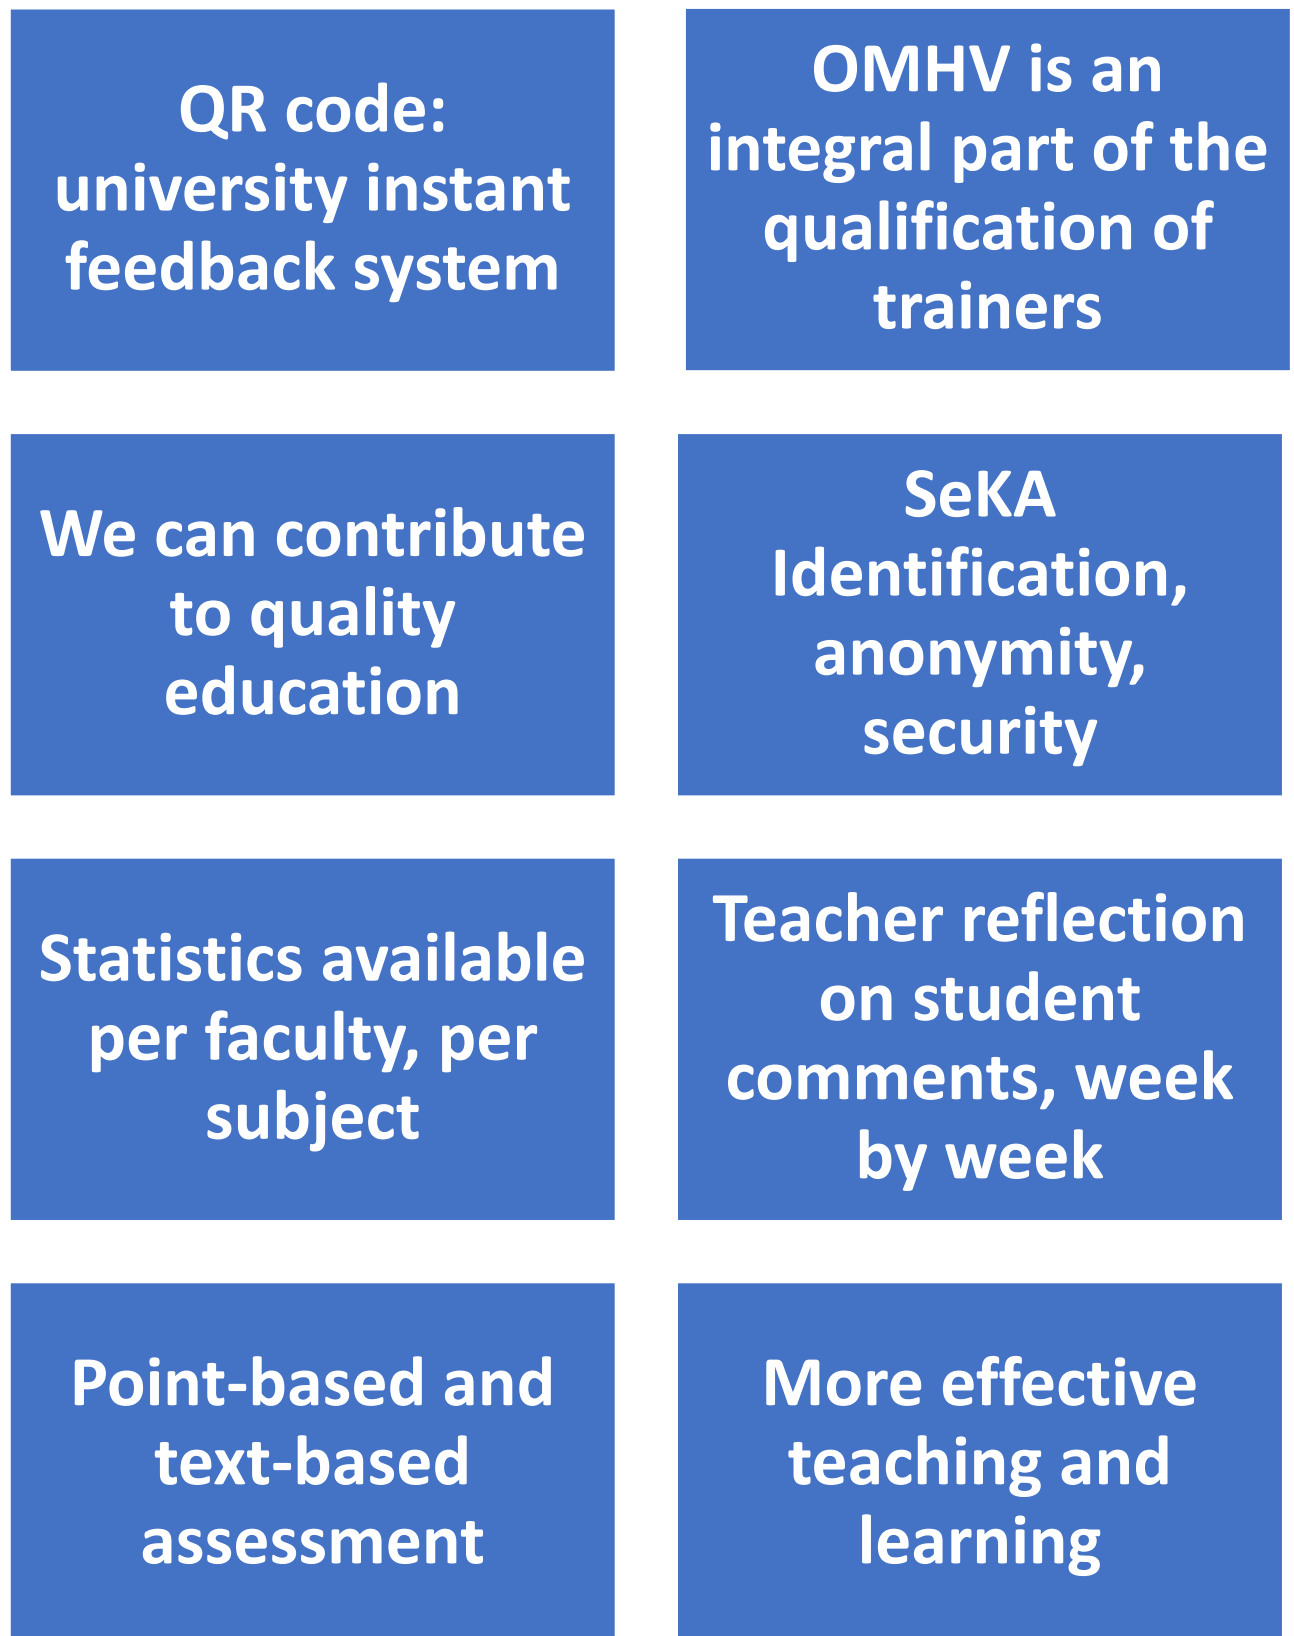 QR code:
university instant
feedback system
OMHV is an
integral part of the
qualification of
trainers
We can contribute
to quality
education
SeKA
Identification,
anonymity,
security
Statistics available
per faculty, per
subject
Teacher reflection
on student
comments, week
by week
Point-based and
text-based
assessment
More effective
teaching and
learning